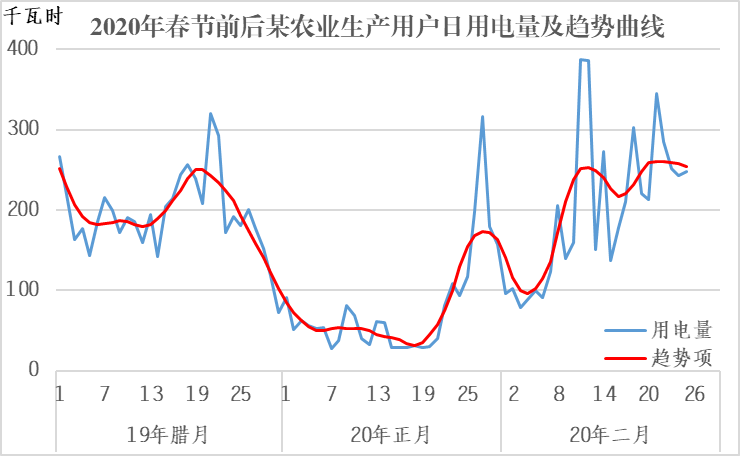 千瓦时
2020年春节前后某农业生产用户日用电量及趋势曲线
400
300
200
100
0
用电量
趋势项
1 7 13 19 25 1 7 13 19 25 2 8 14 20 26
19年腊月 20年正月 20年二月